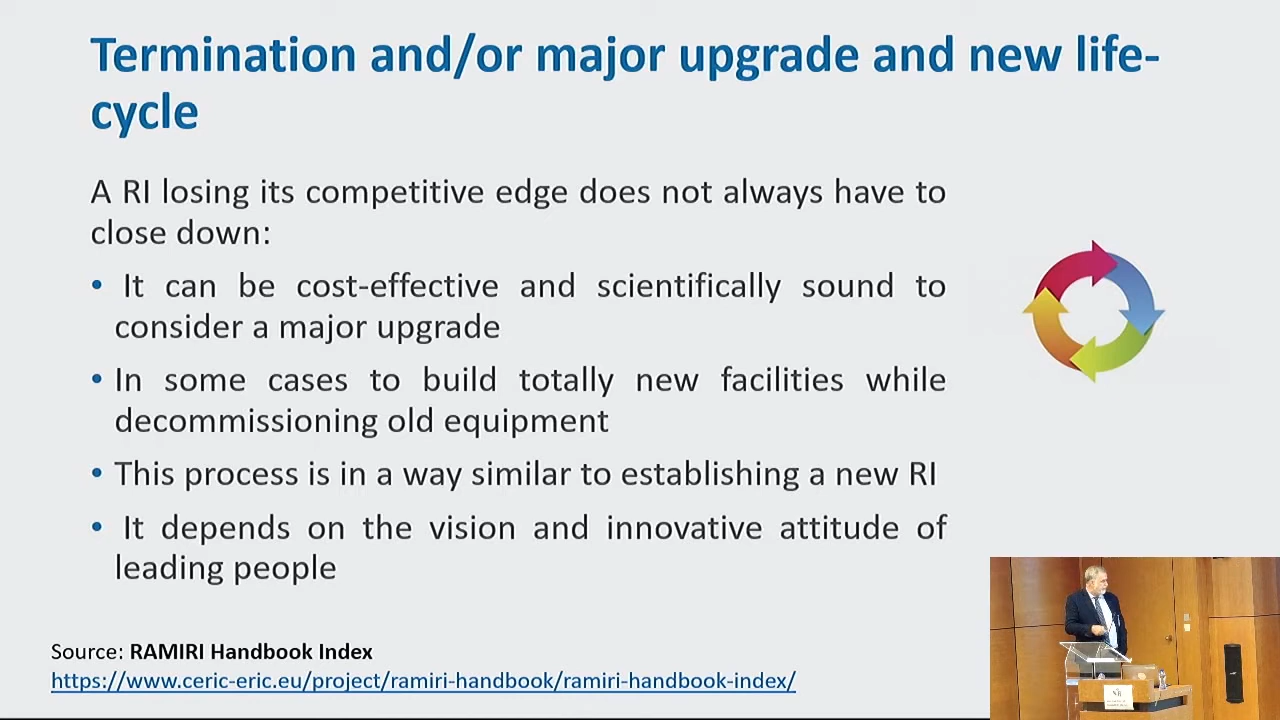 Termination and/or major upgrade and new life-
cycle
A RI losing its competitive edge does not always have to
close down:
• It can be cost-effective and scientifically sound to
consider a major upgrade
• In some cases to build totally new facilities while
decommissioning old equipment
• This process is in a way similar to establishing a new RI
• It depends on the vision and innovative attitude of
leading people
Source: RAMIRI Handbook Index
https://www.ceric-eric.eu/project/ramiri-handbook/ramiri-handbook-index/